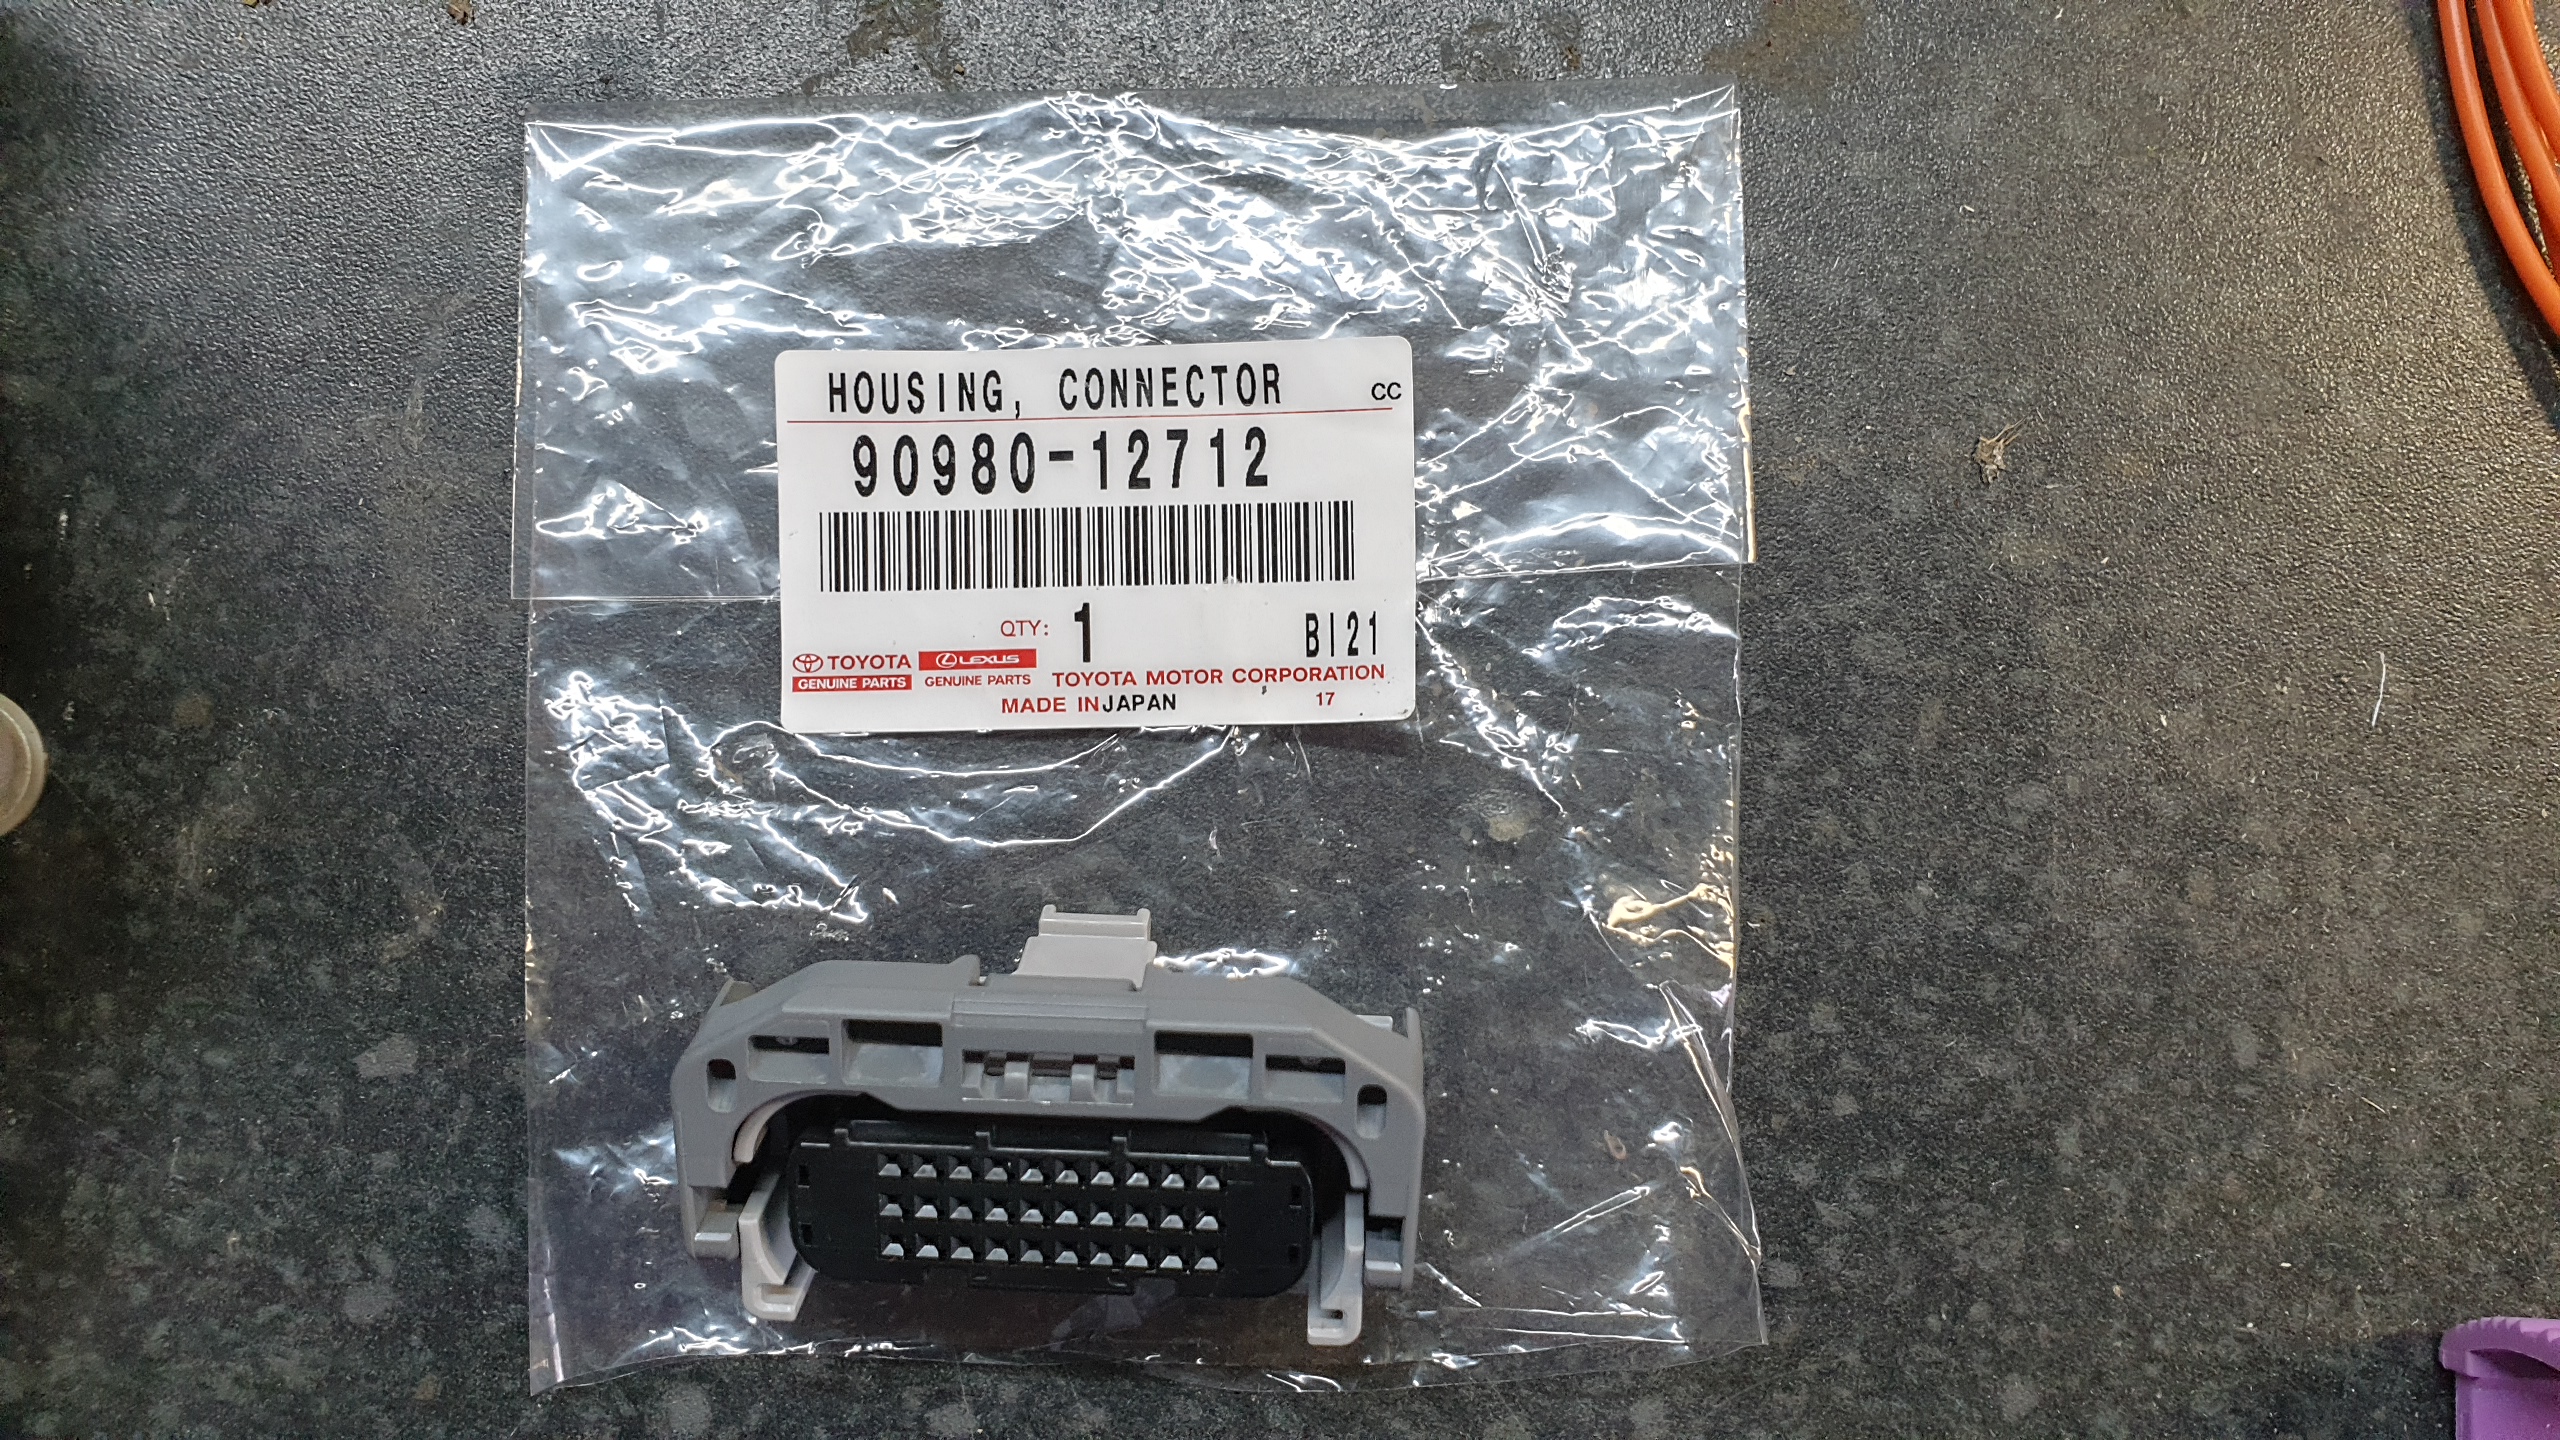 HOUSING, CONNECTOR CC
90980-12712
QTY: 1 BI21
TOYOTA LEXUS
GENUINE PARTS GENUINE PARTS TOYOTA MOTOR CORPORATION
MADE IN JAPAN 17